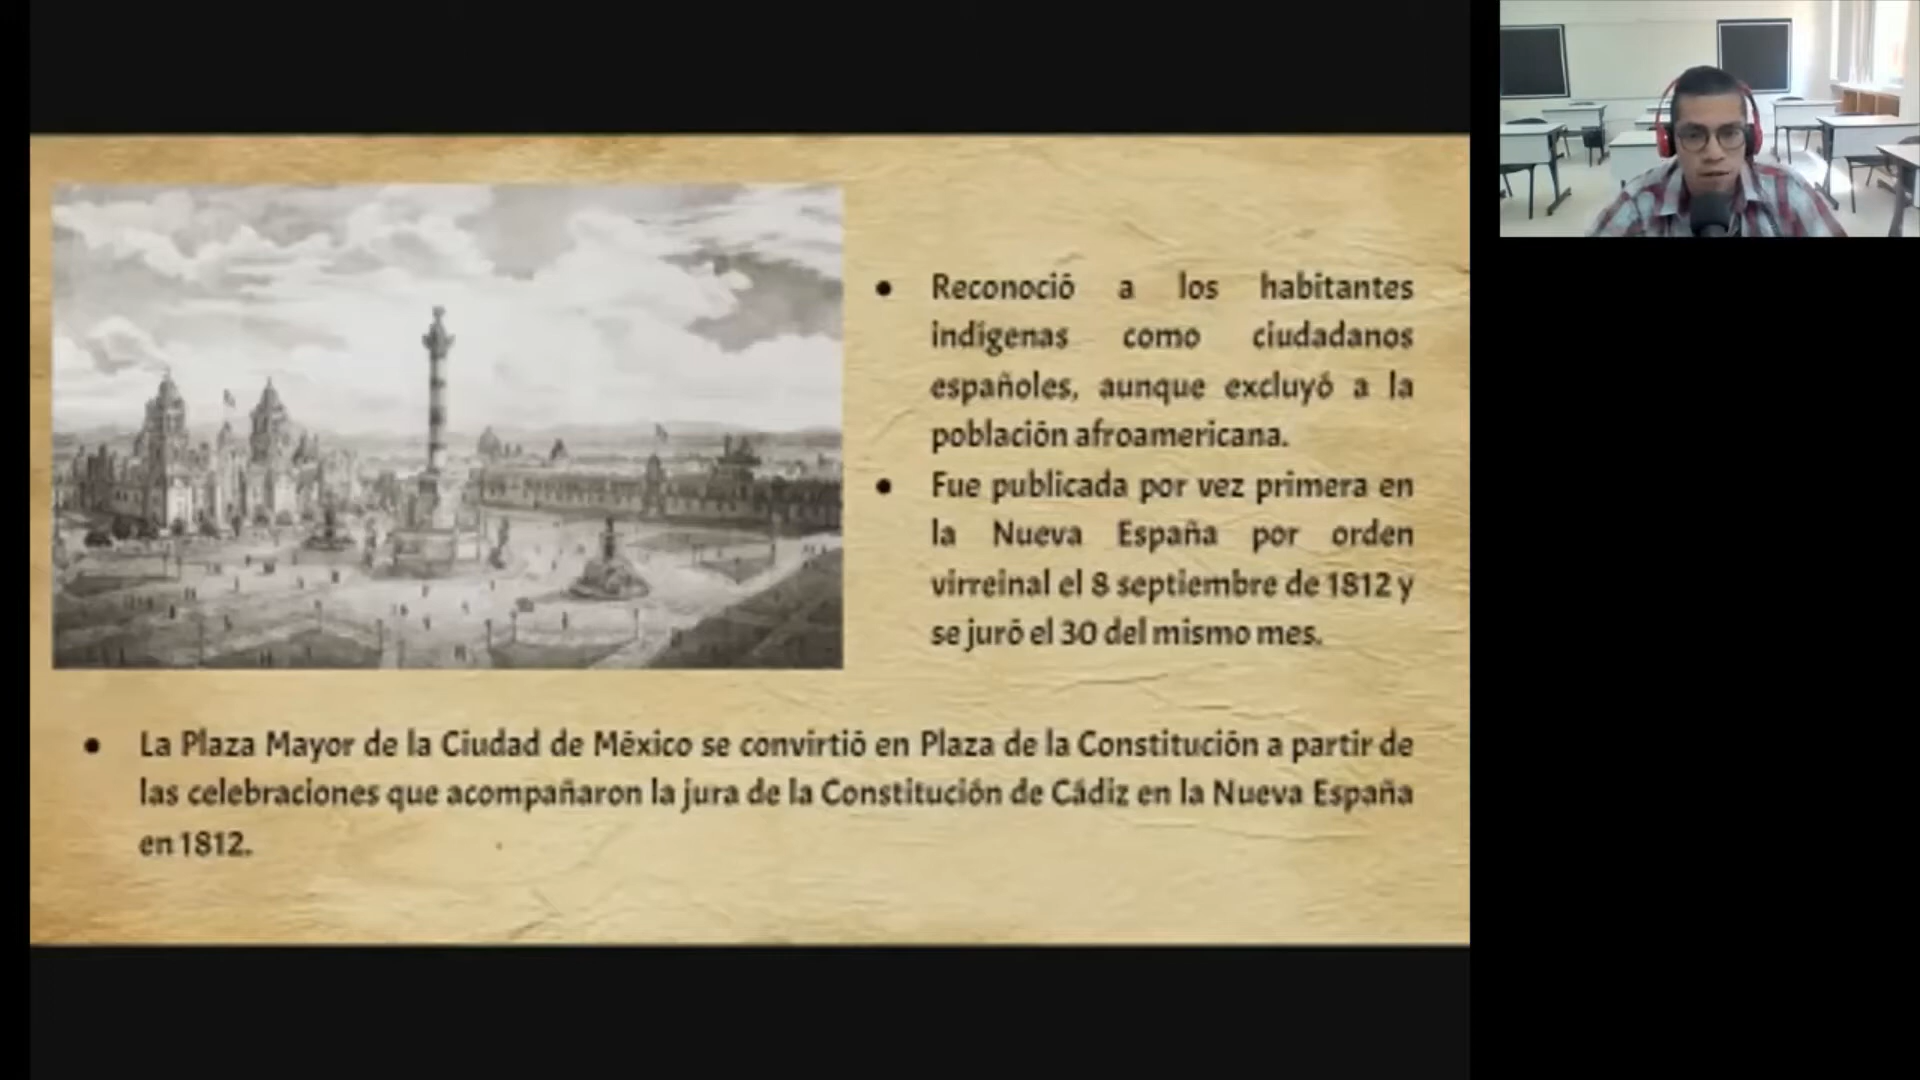 Reconoció a los habitantes
indígenas como ciudadanos
españoles, aunque excluyó a la
población afroamericana.
Fue publicada por vez primera en
la Nueva España por orden
virreinal el 8 septiembre de 1812 y
se juró el 30 del mismo mes.
La Plaza Mayor de la Ciudad de México se convirtió en Plaza de la Constitución a partir de
las celebraciones que acompañaron la jura de la Constitución de Cádiz en la Nueva España
en 1812.